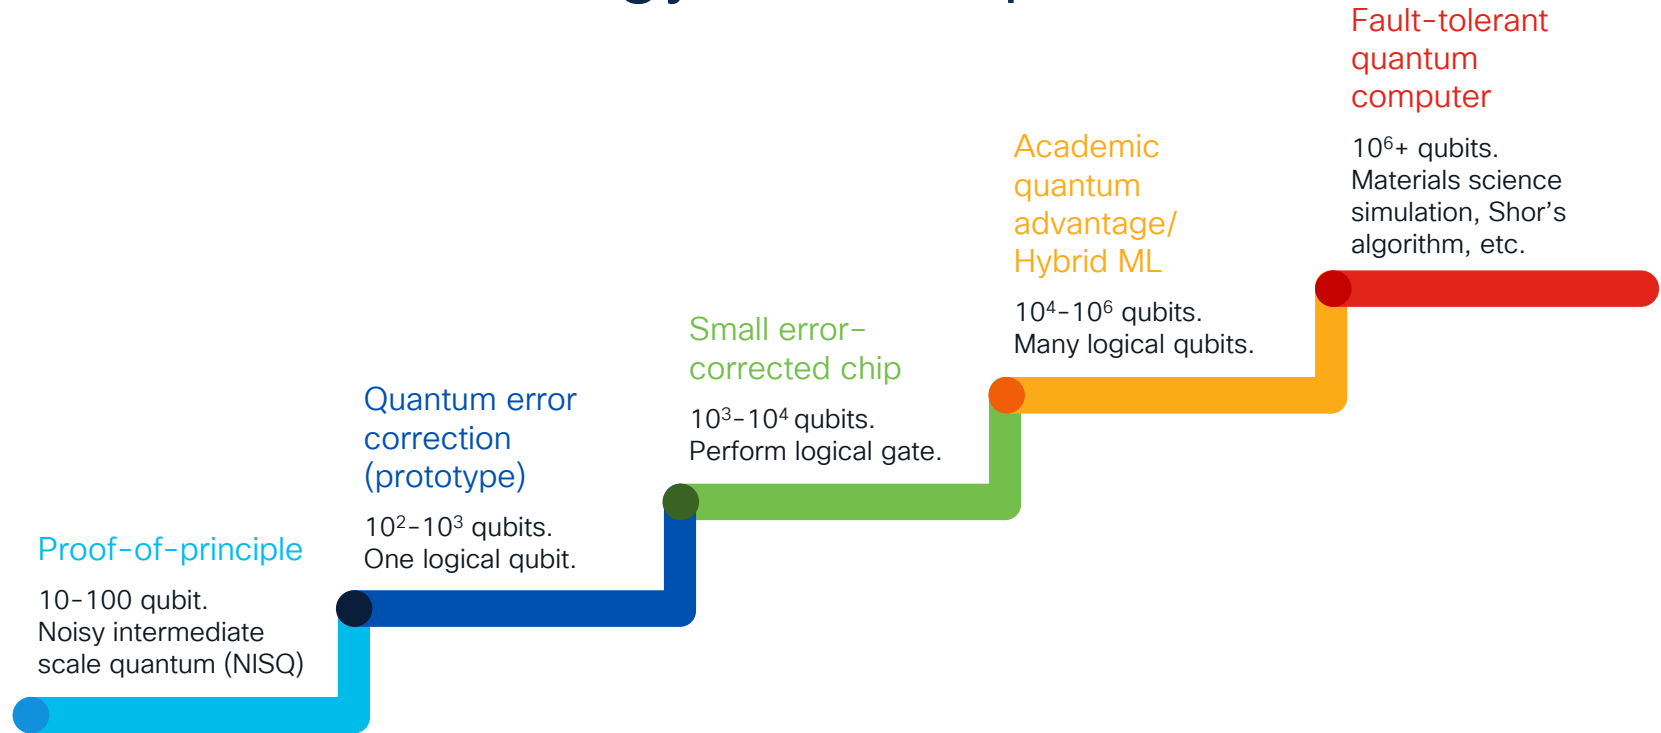 Proof-of-principle
10-100 qubit.
Noisy intermediate
scale quantum (NISQ)
Quantum error
correction
(prototype)
10²-10³ qubits.
One logical qubit.
Small error-
corrected chip
10³-10⁴ qubits.
Perform logical gate.
Academic
quantum
advantage/
Hybrid ML
10⁴-10⁶ qubits.
Many logical qubits.
Fault-tolerant
quantum
computer
10⁶+ qubits.
Materials science
simulation, Shor’s
algorithm, etc.